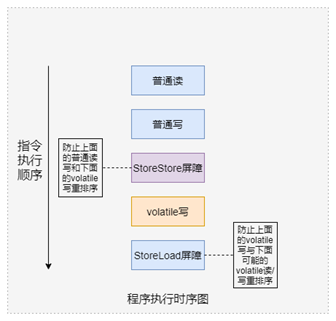 普通读
普通写
指令
执行
顺序
防止上面
的普通读
写和下面
的volatile
写重排序
StoreStore屏障
volatile写
StoreLoad屏障
防止上面
的volatile
写与下面
可能的
volatile读/
写重排序
程序执行时序图